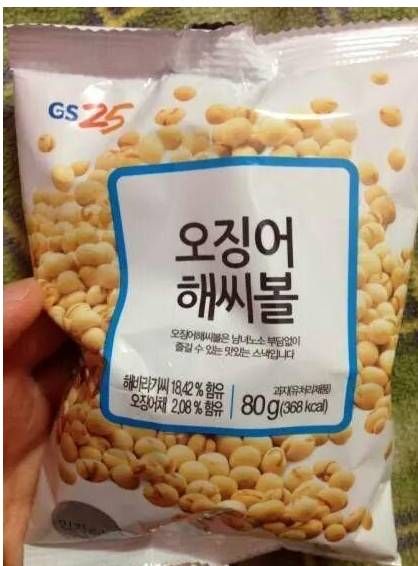 GS25
오징어
해씨볼
오징어해씨볼은 남녀노소 부담없이
즐길 수 있는 맛있는 스낵입니다
해바라기씨 18.42 % 함유
오징어채 2.08 % 함유
과자(유처리제품)
80 g (368 kcal)